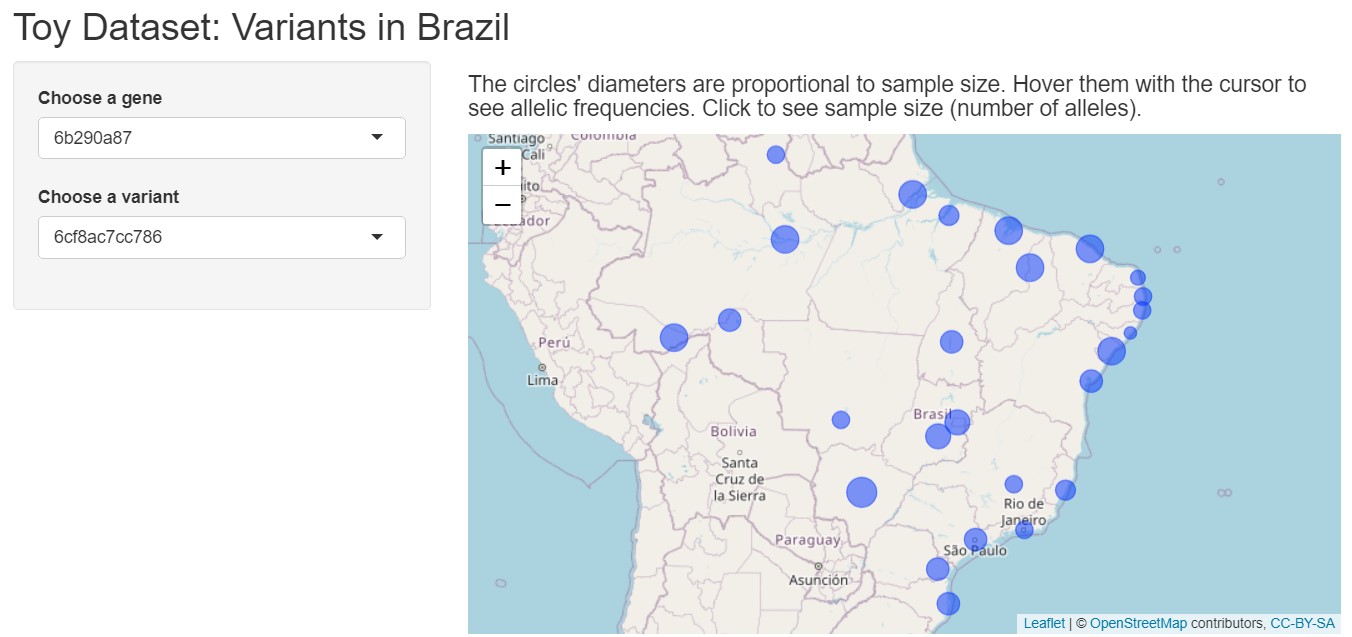 Toy Dataset: Variants in Brazil
Choose a gene
6b290a87
Choose a variant
6cf8ac7cc786
The circles' diameters are proportional to sample size. Hover them with the cursor to
see allelic frequencies. Click to see sample size (number of alleles).
+
−
Santiago
Cali
Colombia
ito
ador
Perú
Lima
Brasil
Bolivia
Santa
Cruz de
la Sierra
Rio de
Janeiro
São Paulo
Paraguay
Asunción
Leaflet | © OpenStreetMap contributors, CC-BY-SA